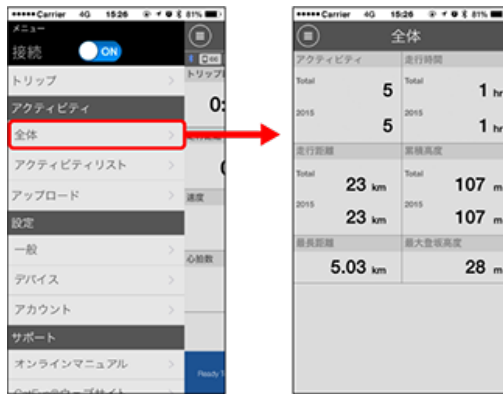 Carrier 4G 15:26 81%
メニュー
接続 ON
トリップ
アクティビティ
全体
アクティビティリスト
アップロード
設定
一般
デバイス
アカウント
サポート
オンラインマニュアル
0:
速度
心拍数
Ready
Carrier 4G 15:26 81%
全体
アクティビティ 走行時間
Total 5 Total 1 hr
2015 5 2015 1 hr
走行距離 累積高度
Total 23 km Total 107 m
2015 23 km 2015 107 m
最長距離 最大登坂高度
5.03 km 28 m